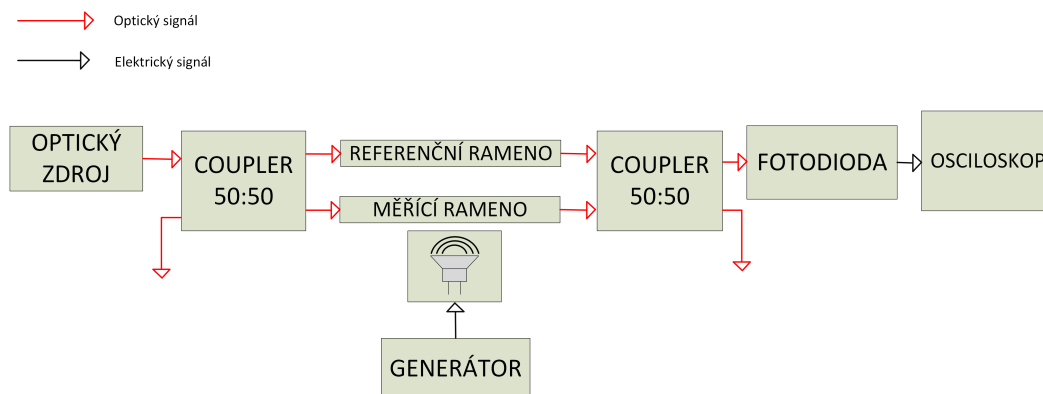 Optický signál
Elektrický signál
OPTICKÝ
ZDROJ
COUPLER
50:50
REFERENČNÍ RAMENO
MĚŘÍCÍ RAMENO
COUPLER
50:50
FOTODIODA
OSCILOSKOP
GENERÁTOR